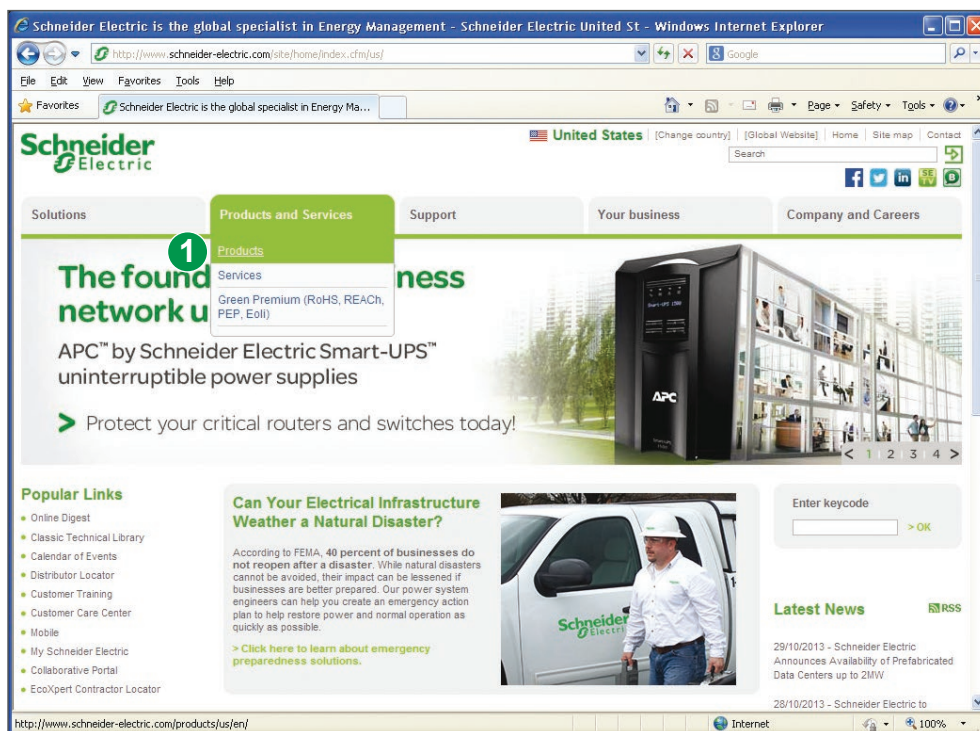 Schneider Electric is the global specialist in Energy Management - Schneider Electric United St - Windows Internet Explorer
http://www.schneider-electric.com/site/home/index.cfm/us/
Google
File Edit View Favorites Tools Help
Favorites
Schneider Electric is the global specialist in Energy Ma...
Page Safety Tools
Schneider
Electric
United States [Change country] [Global Website] Home Site map Contact
Search
Solutions
Products and Services
Support
Your business
Company and Careers
1
Products
Services
Green Premium (RoHS, REACh,
PEP, Eoli)
The found ness
network u
APC™ by Schneider Electric Smart-UPS™
uninterruptible power supplies
> Protect your critical routers and switches today!
Smart-UPS 1500
APC
< 1 2 3 4 >
Popular Links
Online Digest
Classic Technical Library
Calendar of Events
Distributor Locator
Customer Training
Customer Care Center
Mobile
My Schneider Electric
Collaborative Portal
EcoXpert Contractor Locator
Can Your Electrical Infrastructure
Weather a Natural Disaster?
According to FEMA, 40 percent of businesses do
not reopen after a disaster. While natural disasters
cannot be avoided, their impact can be lessened if
businesses are better prepared. Our power system
engineers can help you create an emergency action
plan to help restore power and normal operation as
quickly as possible.
> Click here to learn about emergency
preparedness solutions.
Schneider
Electric
Enter keycode
> OK
Latest News
RSS
29/10/2013 - Schneider Electric
Announces Availability of Prefabricated
Data Centers up to 2MW
28/10/2013 - Schneider Electric to
http://www.schneider-electric.com/products/us/en/
Internet
100%